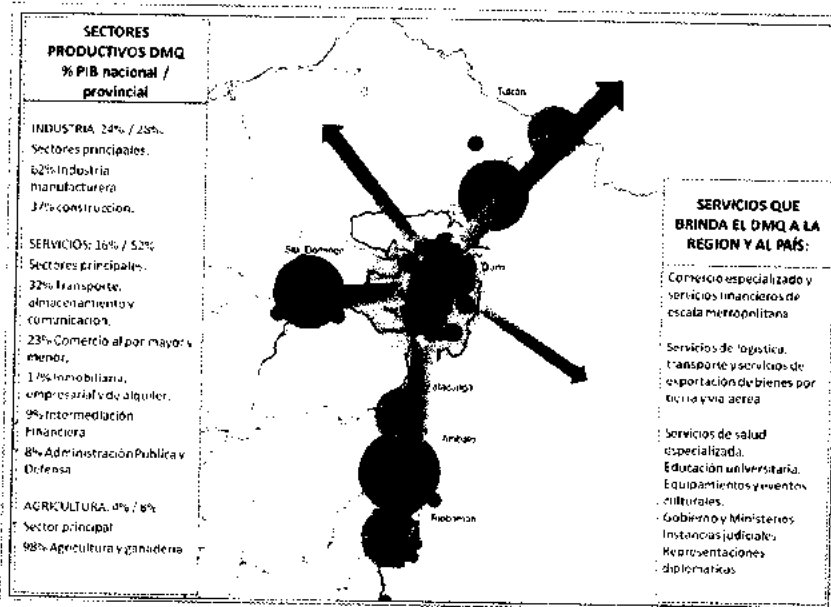 SECTORES
PRODUCTIVOS DMQ
% PIB nacional /
provincial
INDUSTRIA: 24% / 28%
Sectores principales.
62% Industria
manufacturera
37% construcción.
SERVICIOS: 16% / 52%
Sectores principales.
32% Transporte,
almacenamiento y
comunicación,
23% Comercio al por mayor y
menor,
17% Inmobiliaria,
empresarial y de alquiler.
9% Intermediación
Financiera
8% Administración Publica y
Defensa
AGRICULTURA: 4% / 6%
Sector principal
98% Agricultura y ganadería
Tulcán
Sto. Domingo
Quito
Latacunga
Ambato
Riobamba
SERVICIOS QUE
BRINDA EL DMQ A LA
REGION Y AL PAÍS:
Comercio especializado y
servicios financieros de
escala metropolitana
Servicios de logística,
transporte y servicios de
exportación de bienes por
tierra y vía aérea
Servicios de salud
especializada.
Educación universitaria.
Equipamientos y eventos
culturales.
Gobierno y Ministerios
Instancias judiciales
Representaciones
diplomáticas